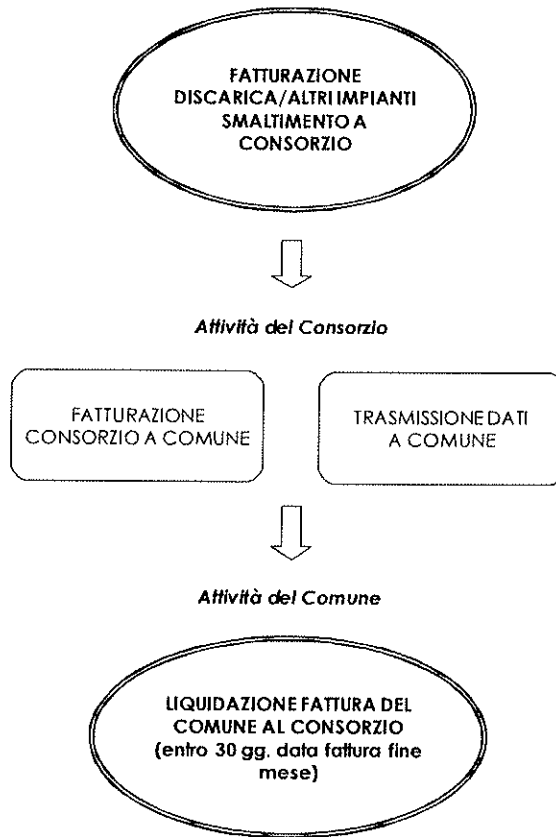 FATTURAZIONE
DISCARICA/ALTRI IMPIANTI
SMALTIMENTO A
CONSORZIO
Attività del Consorzio
FATTURAZIONE
CONSORZIO A COMUNE
TRASMISSIONE DATI
A COMUNE
Attività del Comune
LIQUIDAZIONE FATTURA DEL
COMUNE AL CONSORZIO
(entro 30 gg. data fattura fine
mese)